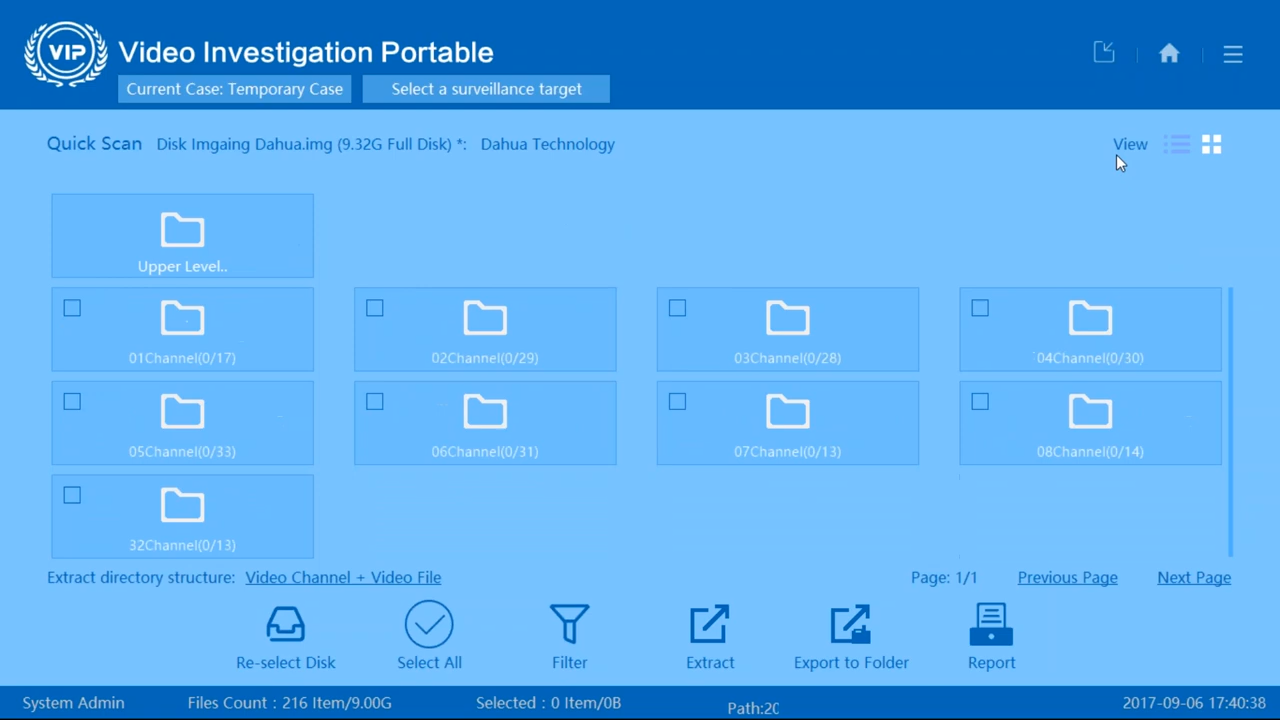 VIP Video Investigation Portable
Current Case: Temporary Case Select a surveillance target
Quick Scan Disk Imgaing Dahua.img (9.32G Full Disk) *: Dahua Technology View
Upper Level..
01Channel(0/17) 02Channel(0/29) 03Channel(0/28) 04Channel(0/30)
05Channel(0/33) 06Channel(0/31) 07Channel(0/13) 08Channel(0/14)
32Channel(0/13)
Extract directory structure: Video Channel + Video File Page: 1/1 Previous Page Next Page
Re-select Disk Select All Filter Extract Export to Folder Report
System Admin Files Count : 216 Item/9.00G Selected : 0 Item/0B Path:20 2017-09-06 17:40:38